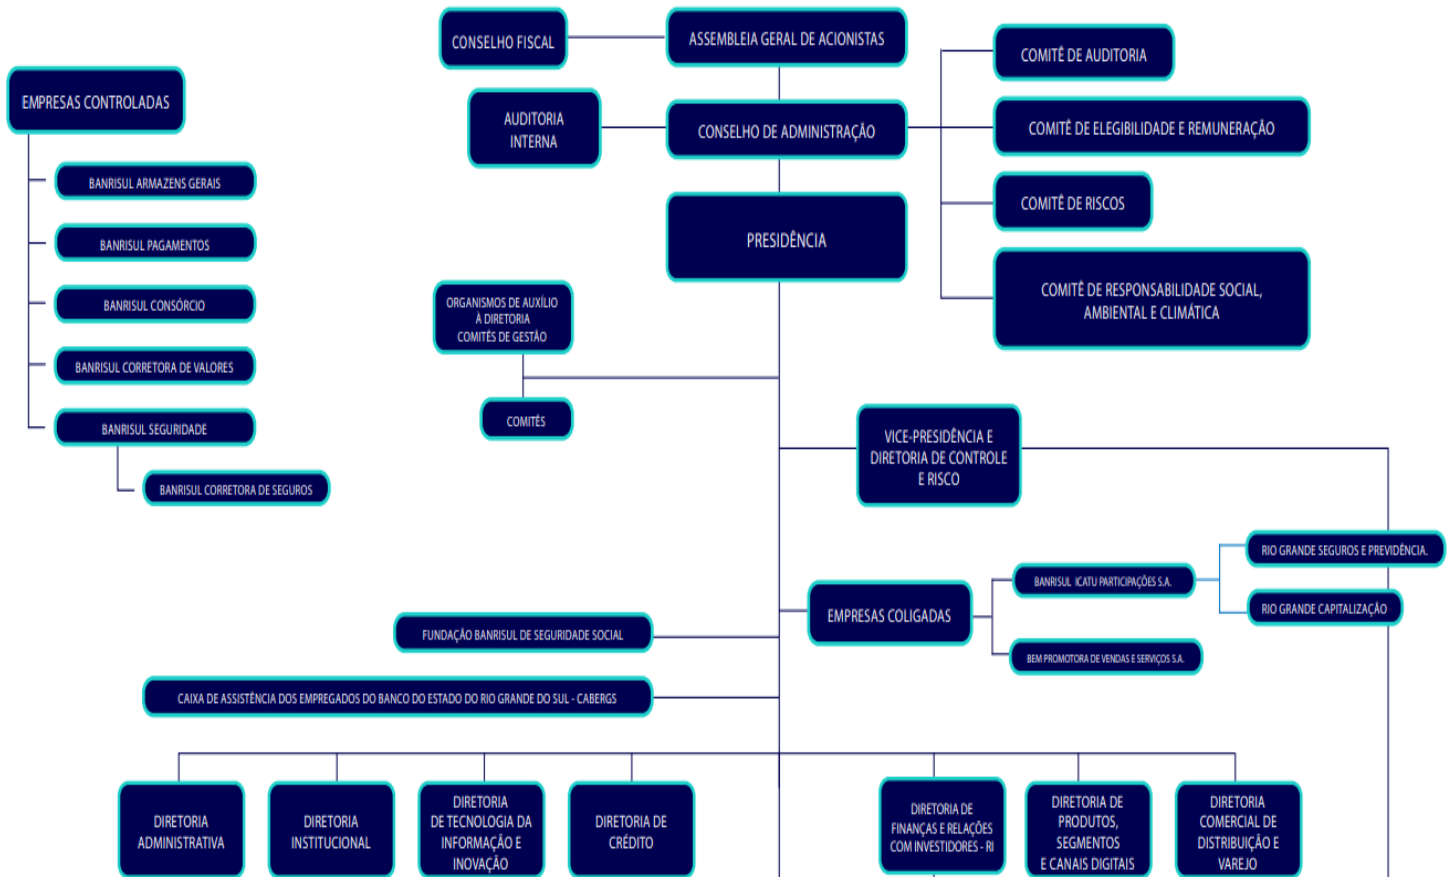 CONSELHO FISCAL
ASSEMBLEIA GERAL DE ACIONISTAS
COMITÊ DE AUDITORIA
EMPRESAS CONTROLADAS
AUDITORIA
INTERNA
CONSELHO DE ADMINISTRAÇÃO
COMITÊ DE ELEGIBILIDADE E REMUNERAÇÃO
BANRISUL ARMAZENS GERAIS
COMITÊ DE RISCOS
BANRISUL PAGAMENTOS
PRESIDÊNCIA
BANRISUL CONSÓRCIO
ORGANISMOS DE AUXÍLIO
À DIRETORIA
COMITÊS DE GESTÃO
COMITÊ DE RESPONSABILIDADE SOCIAL,
AMBIENTAL E CLIMÁTICA
BANRISUL CORRETORA DE VALORES
BANRISUL SEGURIDADE
COMITÊS
VICE-PRESIDÊNCIA E
DIRETORIA DE CONTROLE
E RISCO
BANRISUL CORRETORA DE SEGUROS
RIO GRANDE SEGUROS E PREVIDÊNCIA.
BANRISUL ICATU PARTICIPAÇÕES S.A.
RIO GRANDE CAPITALIZAÇÃO
EMPRESAS COLIGADAS
FUNDAÇÃO BANRISUL DE SEGURIDADE SOCIAL
BEM PROMOTORA DE VENDAS E SERVIÇOS S.A.
CAIXA DE ASSISTÊNCIA DOS EMPREGADOS DO BANCO DO ESTADO DO RIO GRANDE DO SUL - CABERGS
DIRETORIA
ADMINISTRATIVA
DIRETORIA
INSTITUCIONAL
DIRETORIA
DE TECNOLOGIA DA
INFORMAÇÃO E
INOVAÇÃO
DIRETORIA DE
CRÉDITO
DIRETORIA DE
FINANÇAS E RELAÇÕES
COM INVESTIDORES - RI
DIRETORIA DE
PRODUTOS,
SEGMENTOS
E CANAIS DIGITAIS
DIRETORIA
COMERCIAL DE
DISTRIBUIÇÃO E
VAREJO